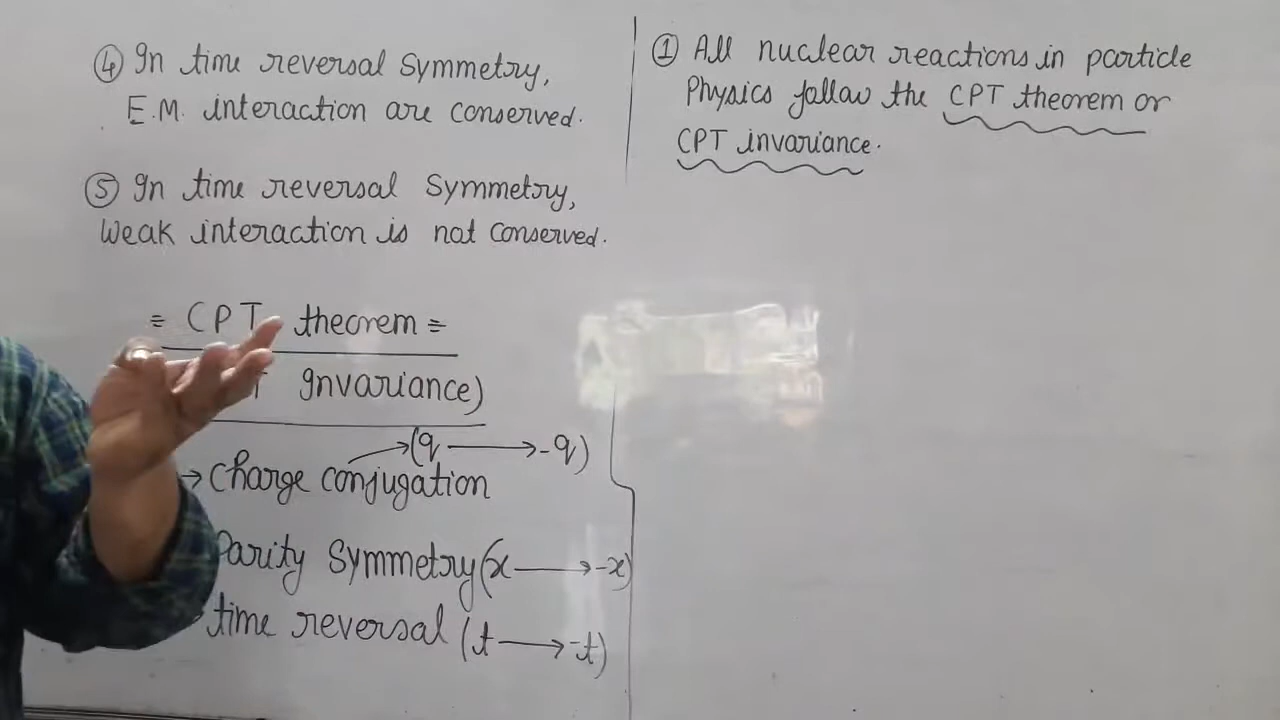 ④ In time reversal Symmetry,
E.M. interaction are conserved.
⑤ In time reversal Symmetry,
Weak interaction is not conserved.
= CPT theorem =
Invariance)
(q → -q)
→ Charge conjugation
Parity Symmetry (x → -x)
time reversal (t → -t)
① All nuclear reactions in particle
Physics follow the CPT theorem or
CPT invariance.